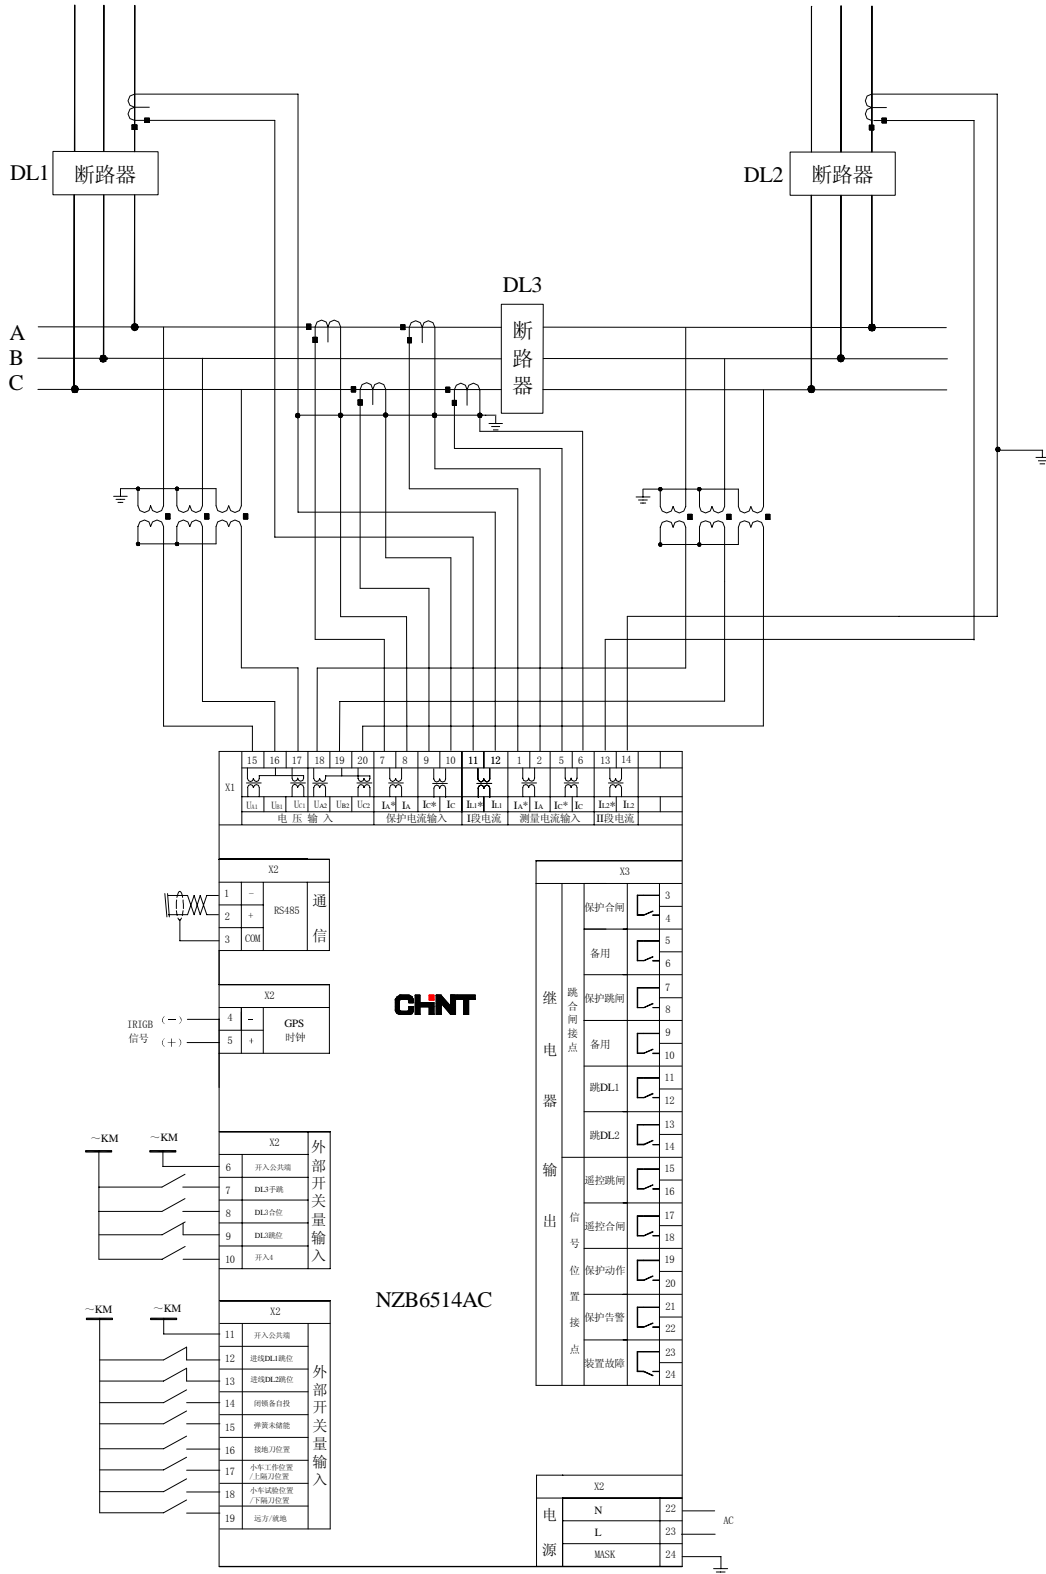 DL1
断路器
DL2
断路器
DL3
断路器
A
B
C
X1
15 16 17 18 19 20 7 8 9 10 11 12 1 2 5 6 13 14
UA1 UB1 UC1 UA2 UB2 UC2 IA* IA IC* IC IL1* IL1 IA* IA IC* IC IL2* IL2
电压输入 保护电流输入 I段电流 测量电流输入 II段电流
X2
1 -
2 + RS485
3 COM
通信
X2
IRIGB (-) 4 - GPS
信号 (+) 5 + 时钟
CHNT
~KM ~KM
X2
外部开关量输入
6 开入公共端
7 DL3手跳
8 DL3合位
9 DL3跳位
10 开入4
NZB6514AC
~KM ~KM
X2
外部开关量输入
11 开入公共端
12 进线DL1跳位
13 进线DL2跳位
14 闭锁备自投
15 弹簧未储能
16 接地刀位置
17 小车工作位置
/上隔刀位置
18 小车试验位置
/下隔刀位置
19 远方/就地
X3
继电器输出
跳合闸接点
保护合闸 3
4
备用 5
6
保护跳闸 7
8
备用 9
10
跳DL1 11
12
跳DL2 13
14
信号位置接点
遥控跳闸 15
16
遥控合闸 17
18
保护动作 19
20
保护告警 21
22
装置故障 23
24
X2
电源
N 22
L 23
AC
MASK 24